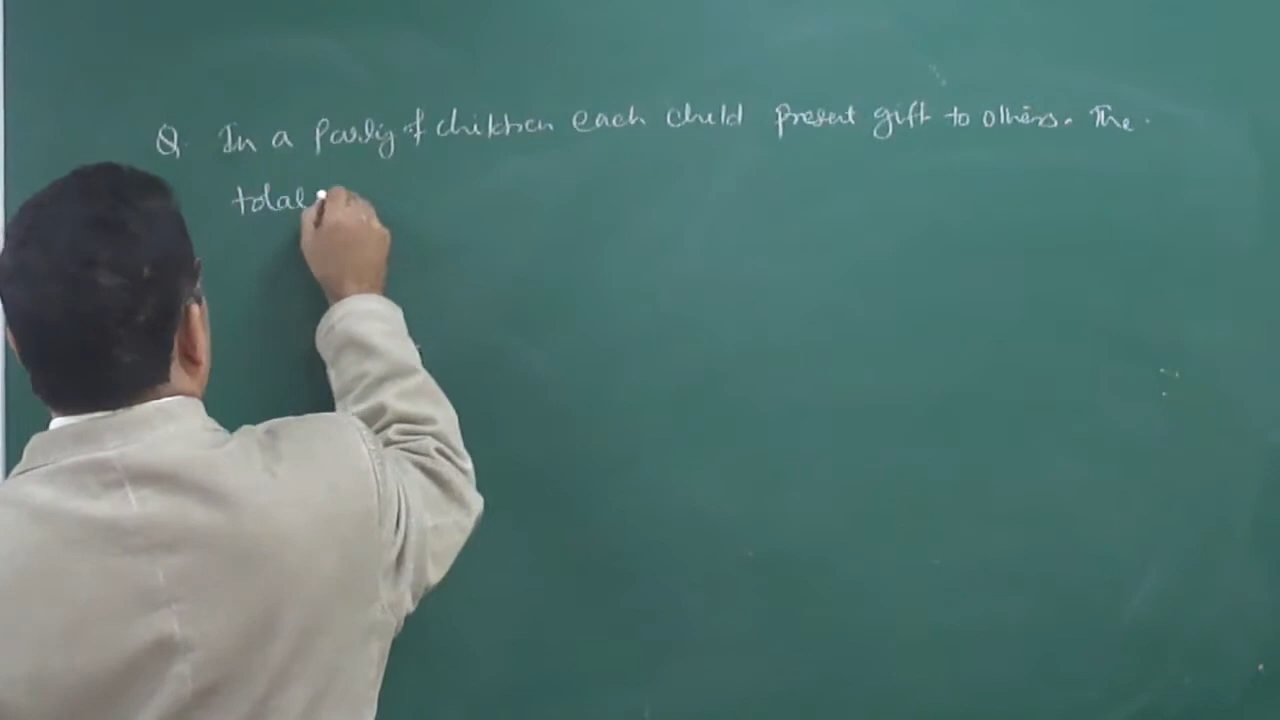 Q. In a Party of children each child present gift to others. The
total